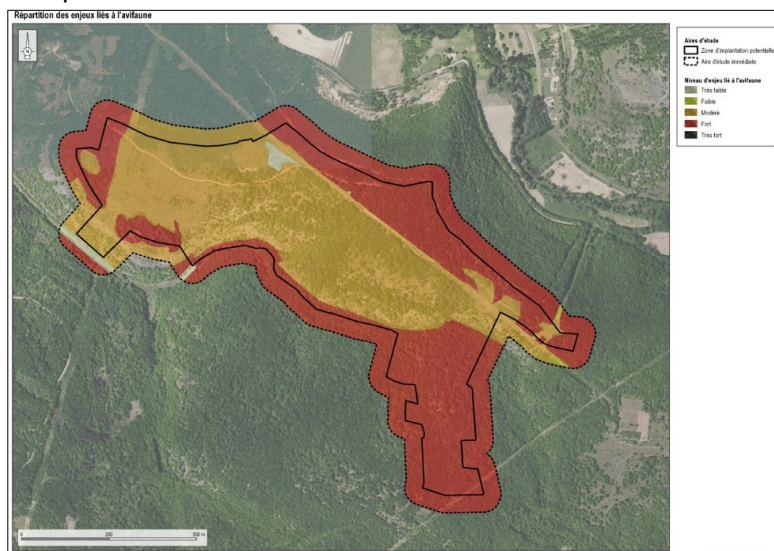 Répartition des enjeux liés à l'avifaune
N
Aires d'étude
Zone d'implantation potentielle
Aire d'étude immédiate
Niveau d'enjeu lié à l'avifaune
Très faible
Faible
Modéré
Fort
Très fort
0
500 m